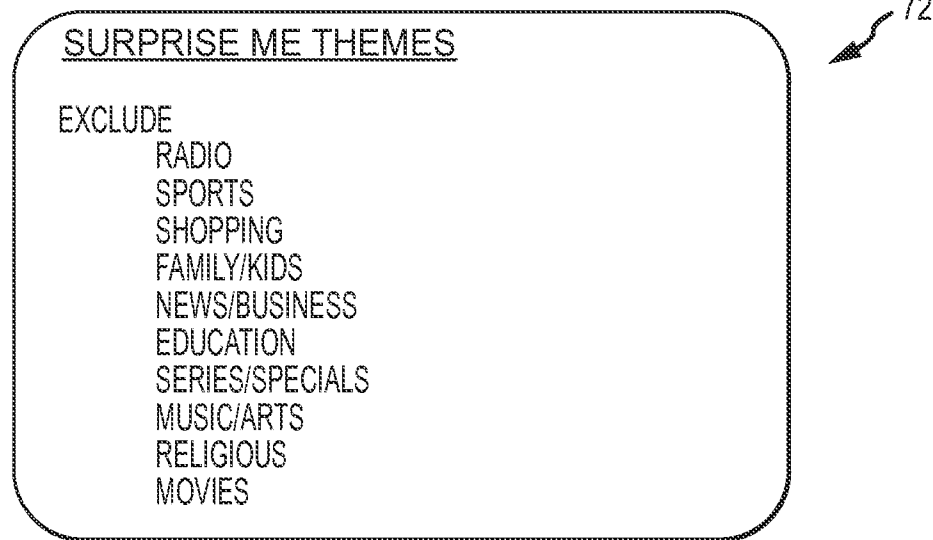 72
SURPRISE ME THEMES
EXCLUDE
RADIO
SPORTS
SHOPPING
FAMILY/KIDS
NEWS/BUSINESS
EDUCATION
SERIES/SPECIALS
MUSIC/ARTS
RELIGIOUS
MOVIES